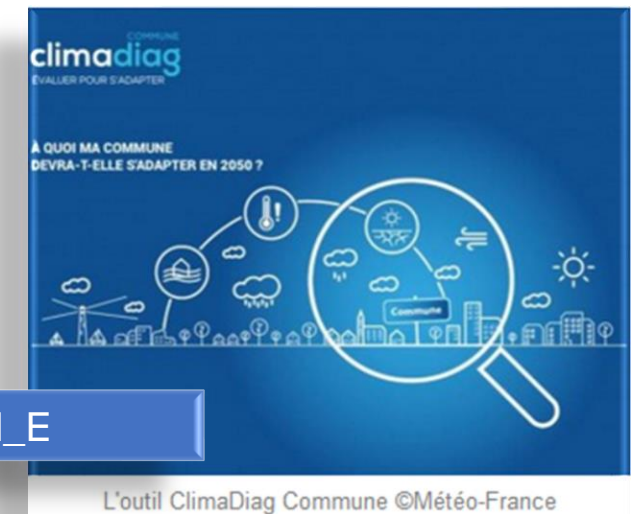 COMMUNE
climadiag
ÉVALUER POUR S'ADAPTER
À QUOI MA COMMUNE
DEVRA-T-ELLE S'ADAPTER EN 2050 ?
Commune
_E
L'outil ClimaDiag Commune ©Météo-France